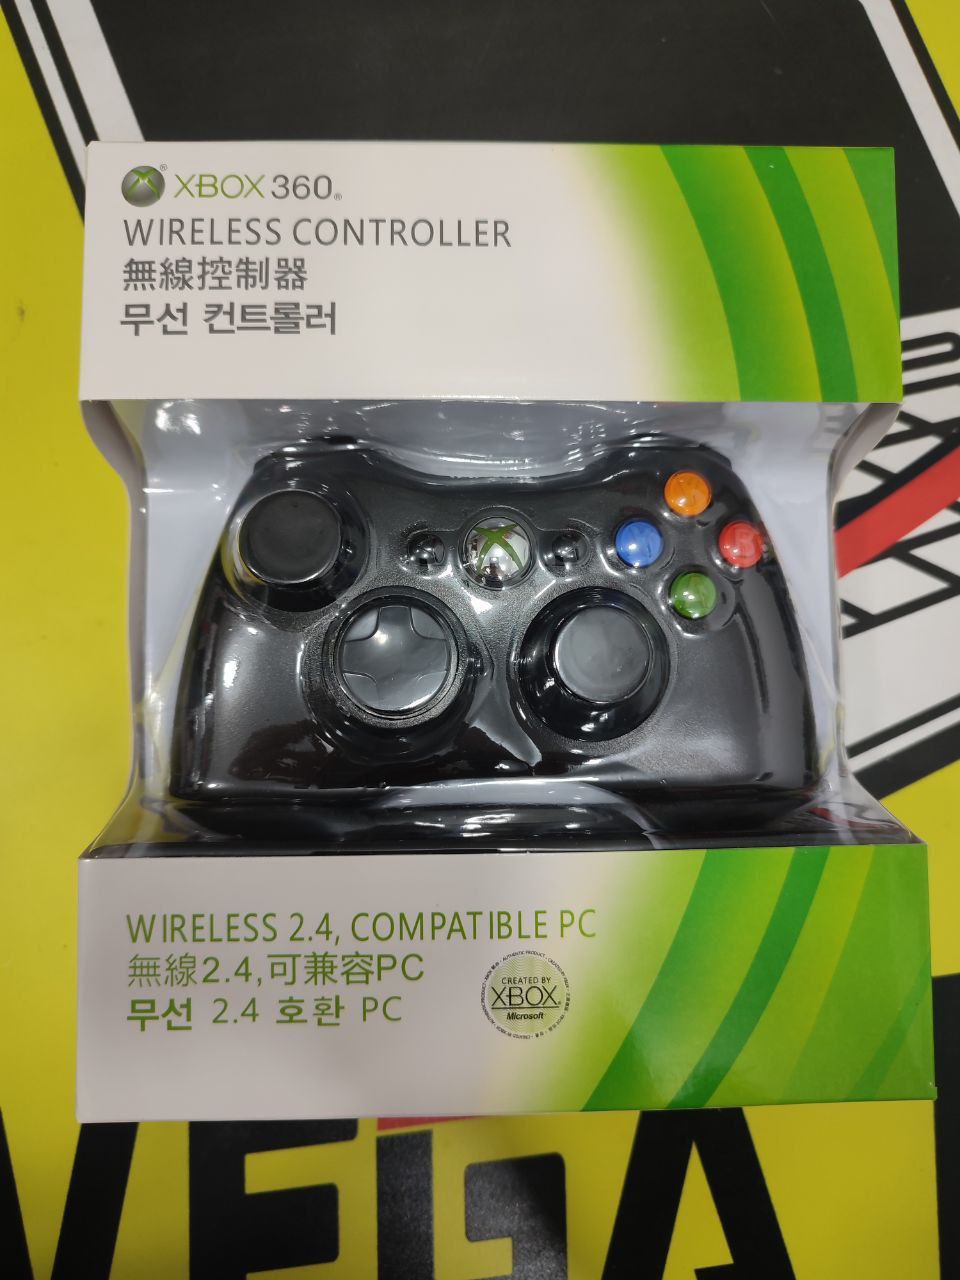 XBOX 360®
WIRELESS CONTROLLER
無線控制器
무선 컨트롤러
B
WIRELESS 2.4, COMPATIBLE PC
無線2.4,可兼容PC
무선 2.4 호환 PC
CREATED BY
XBOX®
Microsoft
VEGA